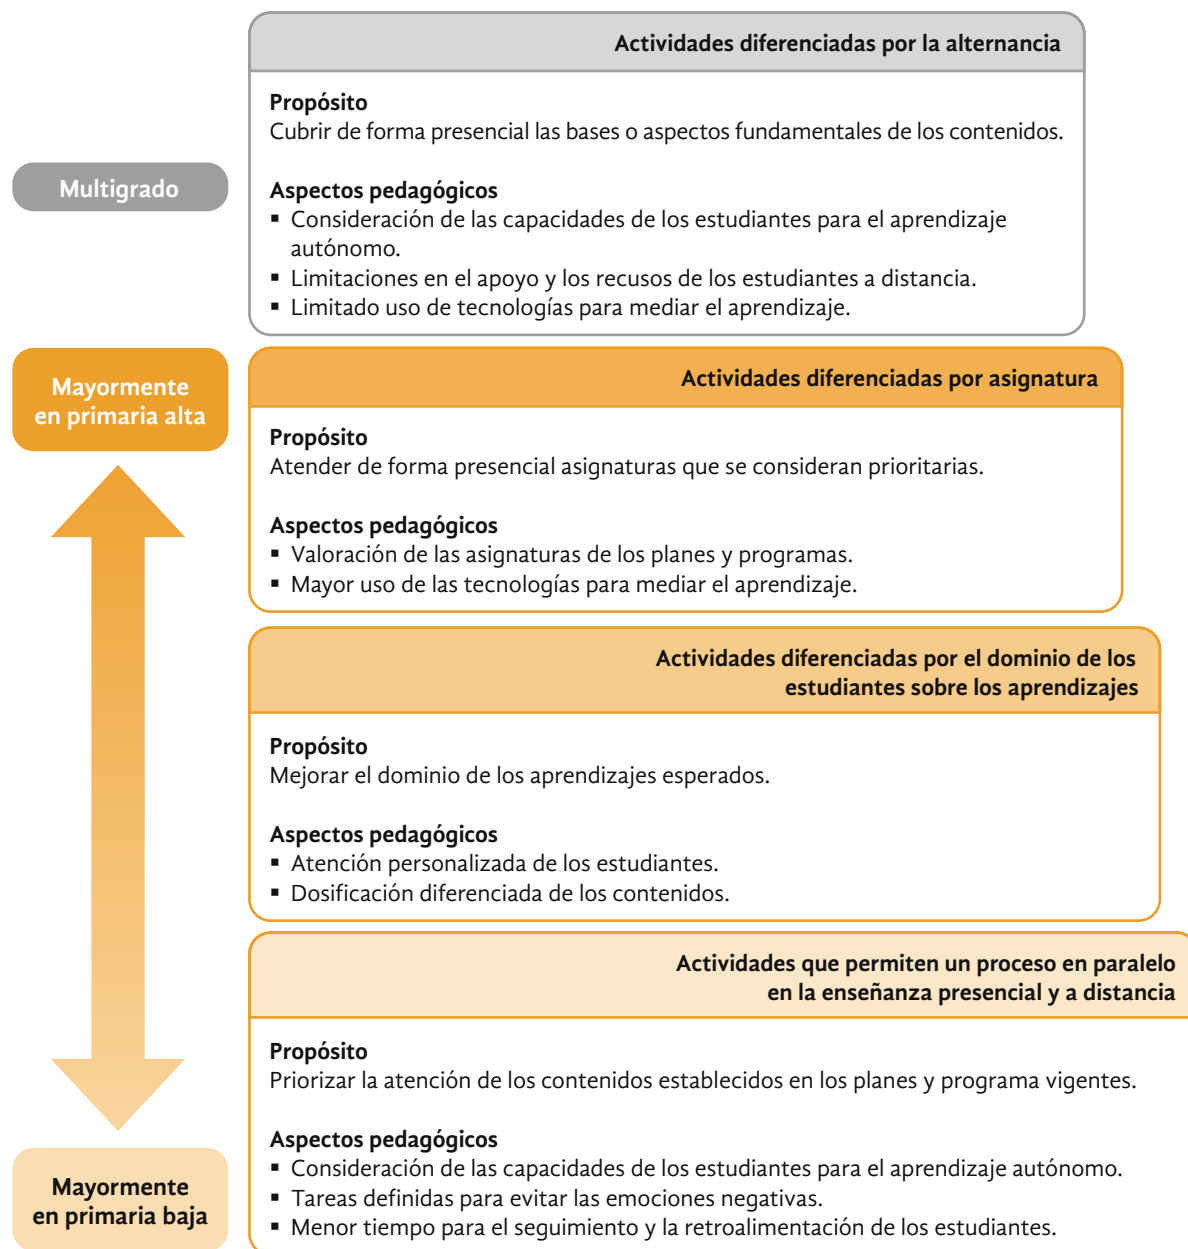 Actividades diferenciadas por la alternancia
Propósito
Cubrir de forma presencial las bases o aspectos fundamentales de los contenidos.
Multigrado
Aspectos pedagógicos
▪ Consideración de las capacidades de los estudiantes para el aprendizaje
autónomo.
▪ Limitaciones en el apoyo y los recusos de los estudiantes a distancia.
▪ Limitado uso de tecnologías para mediar el aprendizaje.
Mayormente
en primaria alta
Actividades diferenciadas por asignatura
Propósito
Atender de forma presencial asignaturas que se consideran prioritarias.
Aspectos pedagógicos
▪ Valoración de las asignaturas de los planes y programas.
▪ Mayor uso de las tecnologías para mediar el aprendizaje.
Actividades diferenciadas por el dominio de los
estudiantes sobre los aprendizajes
Propósito
Mejorar el dominio de los aprendizajes esperados.
Aspectos pedagógicos
▪ Atención personalizada de los estudiantes.
▪ Dosificación diferenciada de los contenidos.
Actividades que permiten un proceso en paralelo
en la enseñanza presencial y a distancia
Propósito
Priorizar la atención de los contenidos establecidos en los planes y programa vigentes.
Aspectos pedagógicos
▪ Consideración de las capacidades de los estudiantes para el aprendizaje autónomo.
▪ Tareas definidas para evitar las emociones negativas.
▪ Menor tiempo para el seguimiento y la retroalimentación de los estudiantes.
Mayormente
en primaria baja